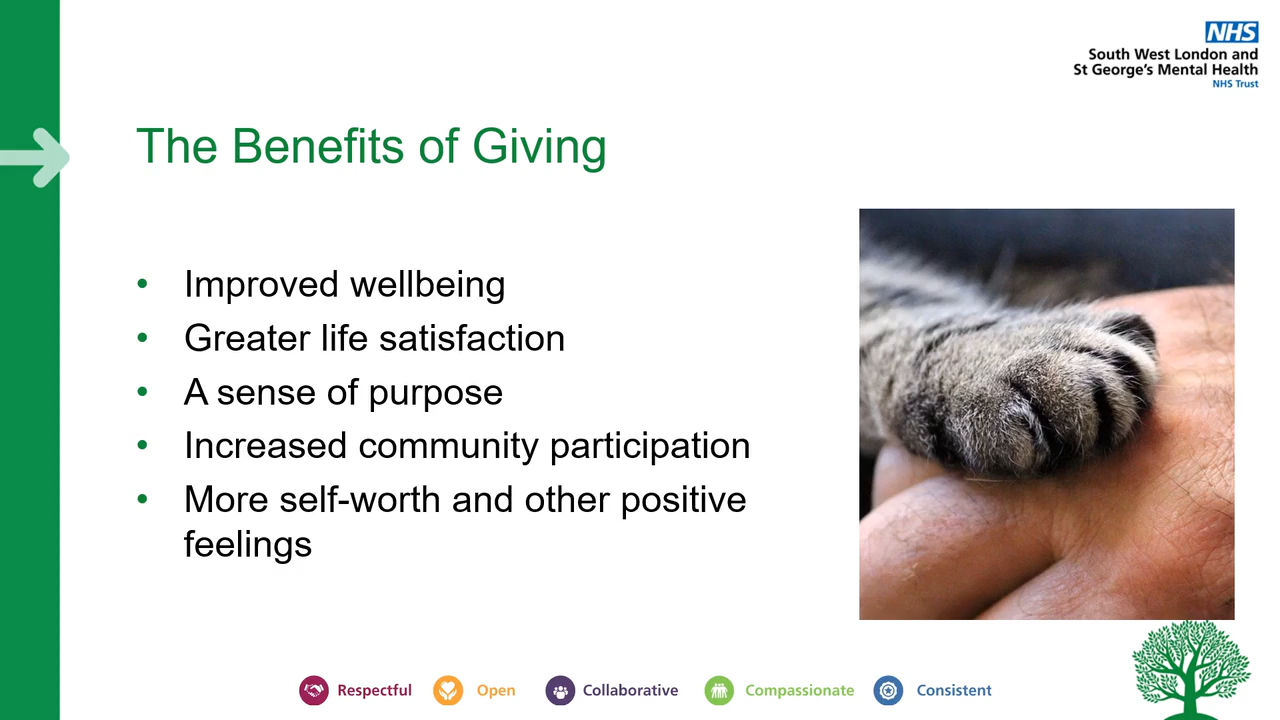 NHS
South West London and
St George's Mental Health
NHS Trust
The Benefits of Giving
• Improved wellbeing
• Greater life satisfaction
• A sense of purpose
• Increased community participation
• More self-worth and other positive
feelings
Respectful
Open
Collaborative
Compassionate
Consistent